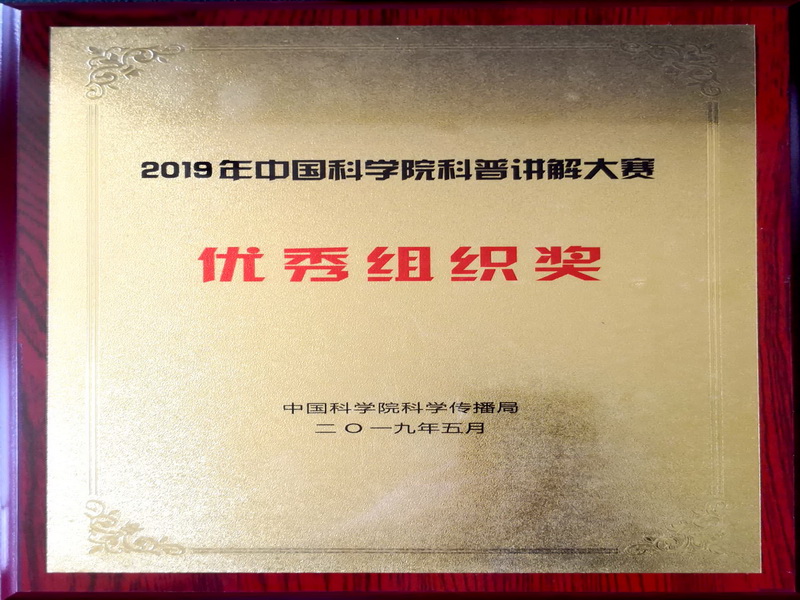 2019年中国科学院科普讲解大赛
优秀组织奖
中国科学院科学传播局
二〇一九年五月